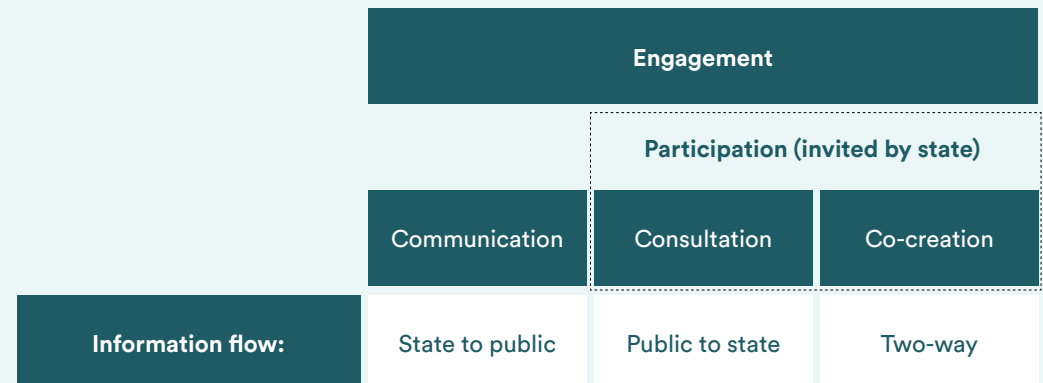 Engagement
Participation (invited by state)
Communication
Consultation
Co-creation
Information flow:
State to public
Public to state
Two-way